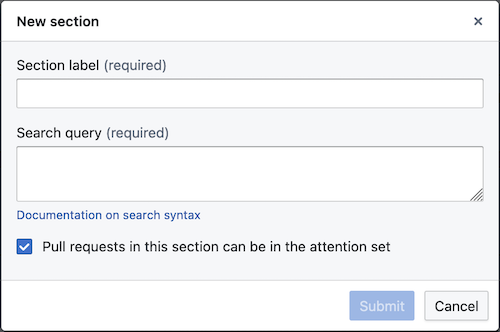 New section
Section label (required)
Search query (required)
Documentation on search syntax
Pull requests in this section can be in the attention set
Submit Cancel